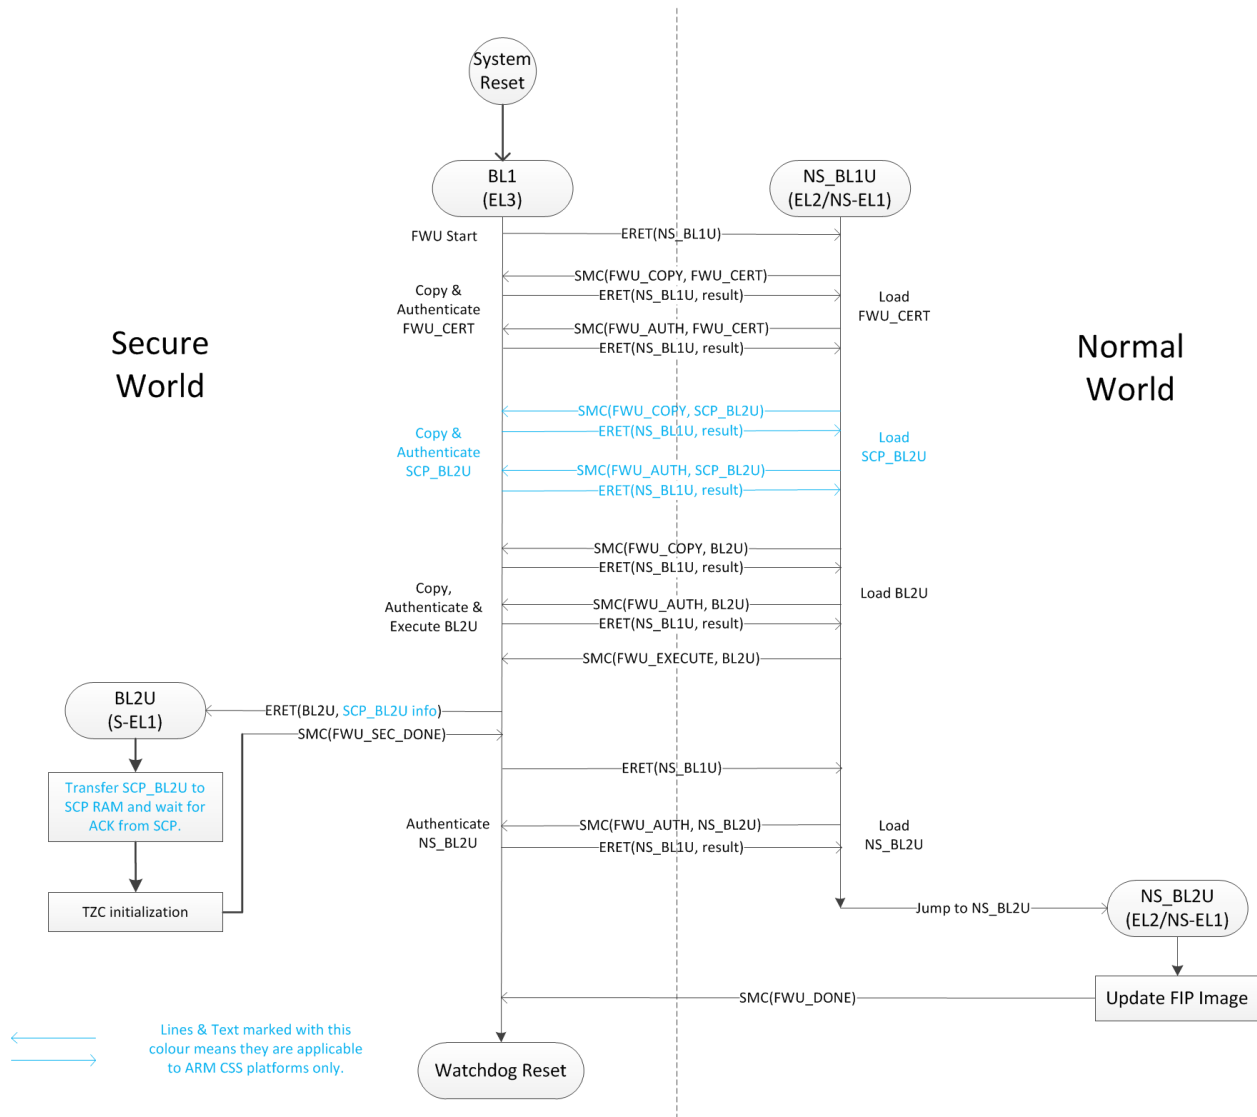 System
Reset
BL1
(EL3)
NS_BL1U
(EL2/NS-EL1)
FWU Start
ERET(NS_BL1U)
SMC(FWU_COPY, FWU_CERT)
Copy &
Authenticate
FWU_CERT
ERET(NS_BL1U, result)
Load
FWU_CERT
SMC(FWU_AUTH, FWU_CERT)
ERET(NS_BL1U, result)
Secure
World
Normal
World
SMC(FWU_COPY, SCP_BL2U)
ERET(NS_BL1U, result)
Copy &
Authenticate
SCP_BL2U
Load
SCP_BL2U
SMC(FWU_AUTH, SCP_BL2U)
ERET(NS_BL1U, result)
SMC(FWU_COPY, BL2U)
ERET(NS_BL1U, result)
Copy,
Authenticate &
Execute BL2U
Load BL2U
SMC(FWU_AUTH, BL2U)
ERET(NS_BL1U, result)
SMC(FWU_EXECUTE, BL2U)
BL2U
(S-EL1)
ERET(BL2U, SCP_BL2U info)
SMC(FWU_SEC_DONE)
ERET(NS_BL1U)
Transfer SCP_BL2U to
SCP RAM and wait for
ACK from SCP.
Authenticate
NS_BL2U
SMC(FWU_AUTH, NS_BL2U)
ERET(NS_BL1U, result)
Load
NS_BL2U
TZC initialization
Jump to NS_BL2U
NS_BL2U
(EL2/NS-EL1)
SMC(FWU_DONE)
Update FIP Image
Lines & Text marked with this
colour means they are applicable
to ARM CSS platforms only.
Watchdog Reset